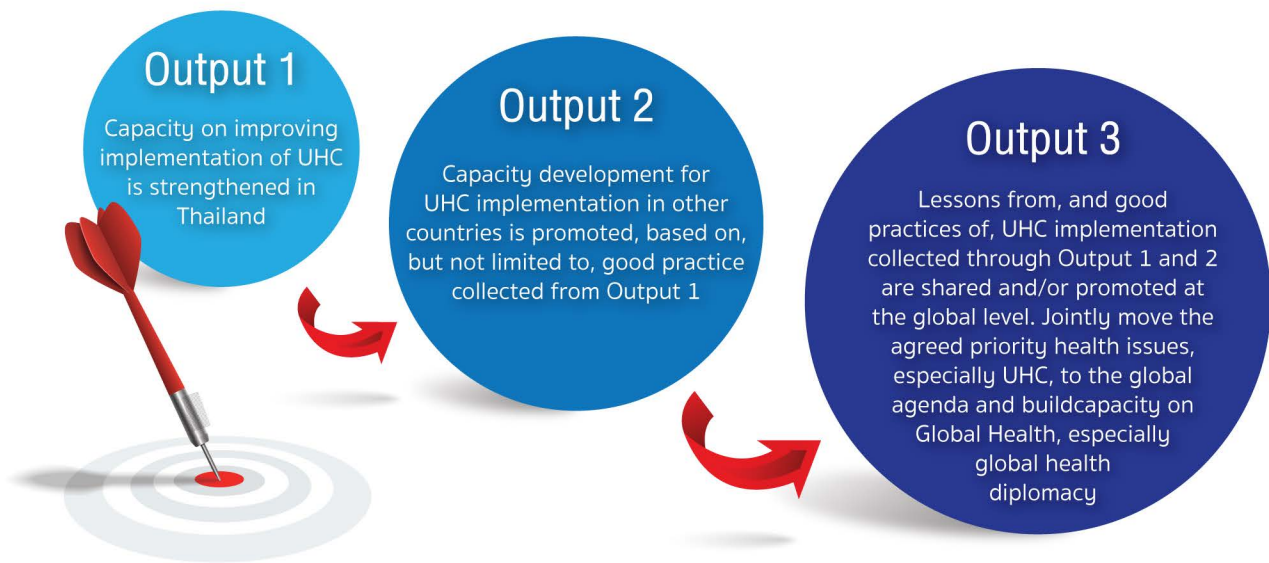 Output 1
Capacity on improving
implementation of UHC
is strengthened in
Thailand
Output 2
Capacity development for
UHC implementation in other
countries is promoted, based on,
but not limited to, good practice
collected from Output 1
Output 3
Lessons from, and good
practices of, UHC implementation
collected through Output 1 and 2
are shared and/or promoted at
the global level. Jointly move the
agreed priority health issues,
especially UHC, to the global
agenda and buildcapacity on
Global Health, especially
global health
diplomacy